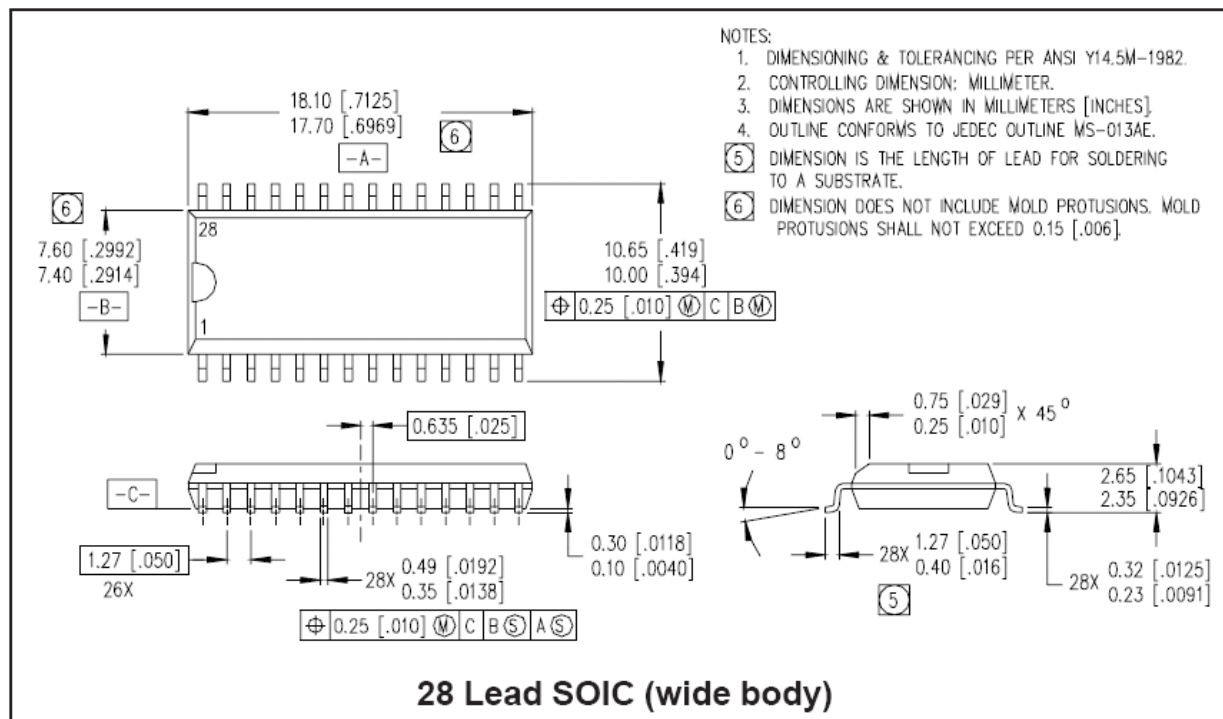 NOTES:
1. DIMENSIONING & TOLERANCING PER ANSI Y14.5M-1982.
2. CONTROLLING DIMENSION: MILLIMETER.
3. DIMENSIONS ARE SHOWN IN MILLIMETERS [INCHES].
4. OUTLINE CONFORMS TO JEDEC OUTLINE MS-013AE.
5 DIMENSION IS THE LENGTH OF LEAD FOR SOLDERING
TO A SUBSTRATE.
6 DIMENSION DOES NOT INCLUDE MOLD PROTUSIONS. MOLD
PROTUSIONS SHALL NOT EXCEED 0.15 [.006].
18.10 [.7125]
17.70 [.6969]
6
-A-
6
7.60 [.2992]
7.40 [.2914]
-B-
28
1
10.65 [.419]
10.00 [.394]
⌖ 0.25 [.010] Ⓜ C B Ⓜ
0.635 [.025]
-C-
1.27 [.050]
26X
28X 0.49 [.0192]
0.35 [.0138]
⌖ 0.25 [.010] Ⓜ C B Ⓢ A Ⓢ
0.30 [.0118]
0.10 [.0040]
0.75 [.029]
0.25 [.010] X 45°
0° - 8°
2.65 [.1043]
2.35 [.0926]
28X 1.27 [.050]
0.40 [.016]
5
28X 0.32 [.0125]
0.23 [.0091]
28 Lead SOIC (wide body)